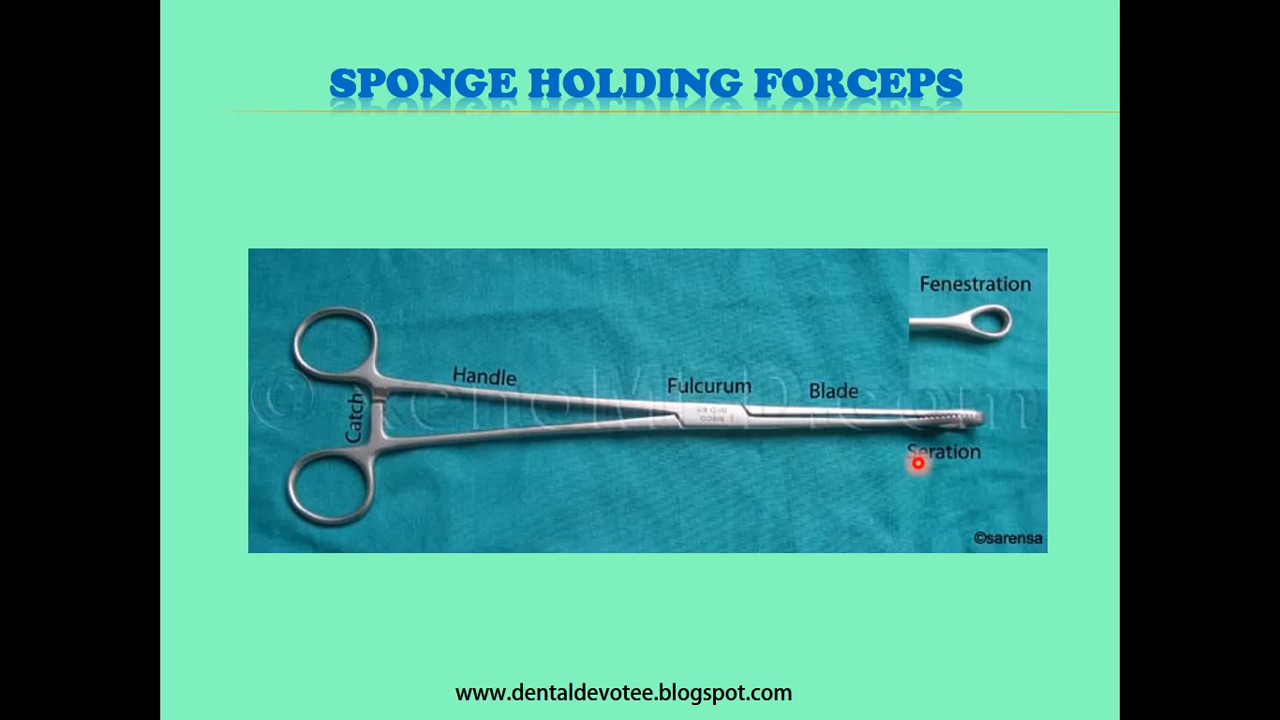 SPONGE HOLDING FORCEPS
Fenestration
Handle
Fulcurum
Blade
Catch
Seration
©sarensa
www.dentaldevotee.blogspot.com